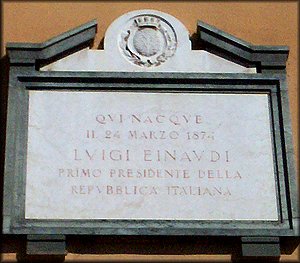 QVI NACQVE
IL 24 MARZO 1874
LVIGI EINAVDI
PRIMO PRESIDENTE DELLA
REPVBBLICA ITALIANA